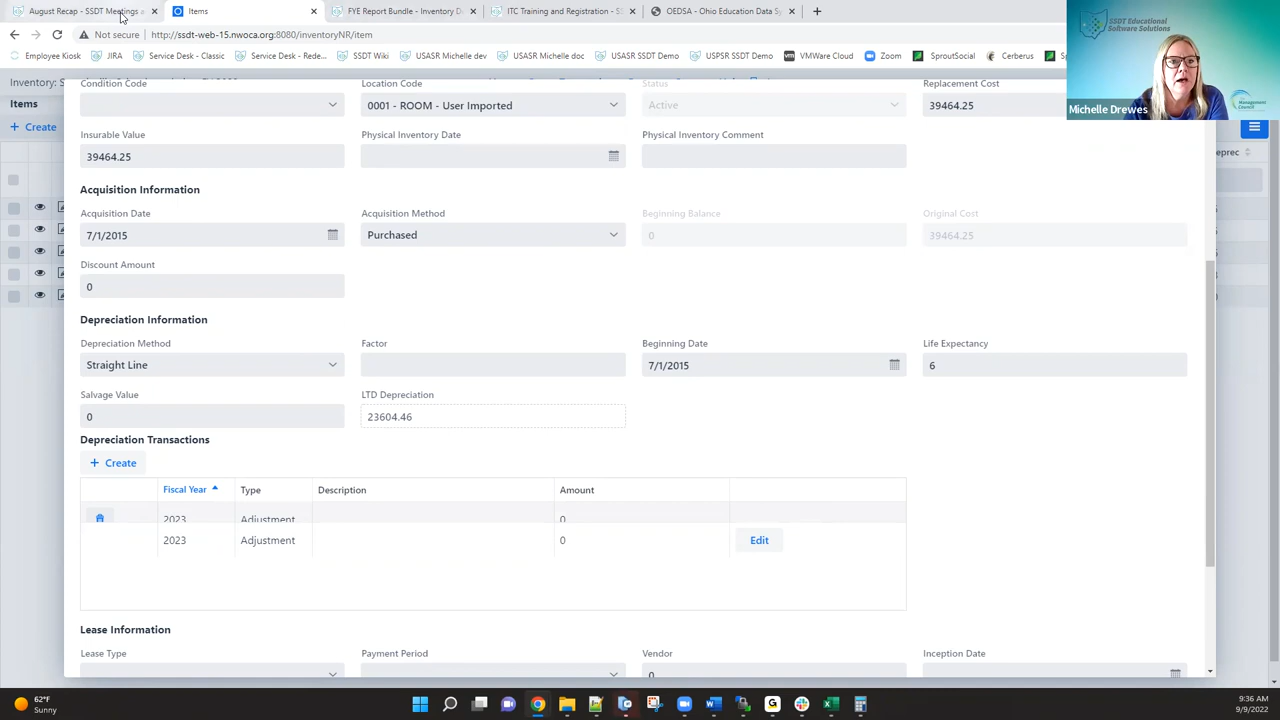 August Recap - SSDT Meetings a
Items
FYE Report Bundle - Inventory D
ITC Training and Registration - S
OEDSA - Ohio Education Data Sy
Not secure
http://ssdt-web-15.nwoca.org:8080/inventoryNR/item
Employee Kiosk
JIRA
Service Desk - Classic
Service Desk - Rede...
SSDT Wiki
USASR Michelle dev
USASR Michelle doc
USASR SSDT Demo
USPSR SSDT Demo
VMWare Cloud
Zoom
SproutSocial
Cerberus
SSDT Educational
Software Solutions
Management
Council
Michelle Drewes
Inventory: S
Items
Create
eprec
Condition Code
Location Code
Status
Replacement Cost
0001 - ROOM - User Imported
Active
39464.25
Insurable Value
Physical Inventory Date
Physical Inventory Comment
39464.25
Acquisition Information
Acquisition Date
Acquisition Method
Beginning Balance
Original Cost
7/1/2015
Purchased
0
39464.25
Discount Amount
0
Depreciation Information
Depreciation Method
Factor
Beginning Date
Life Expectancy
Straight Line
7/1/2015
6
Salvage Value
LTD Depreciation
0
23604.46
Depreciation Transactions
Create
Fiscal Year
Type
Description
Amount
2023
Adjustment
0
2023
Adjustment
0
Edit
Lease Information
Lease Type
Payment Period
Vendor
Inception Date
0
62°F
Sunny
9:36 AM
9/9/2022